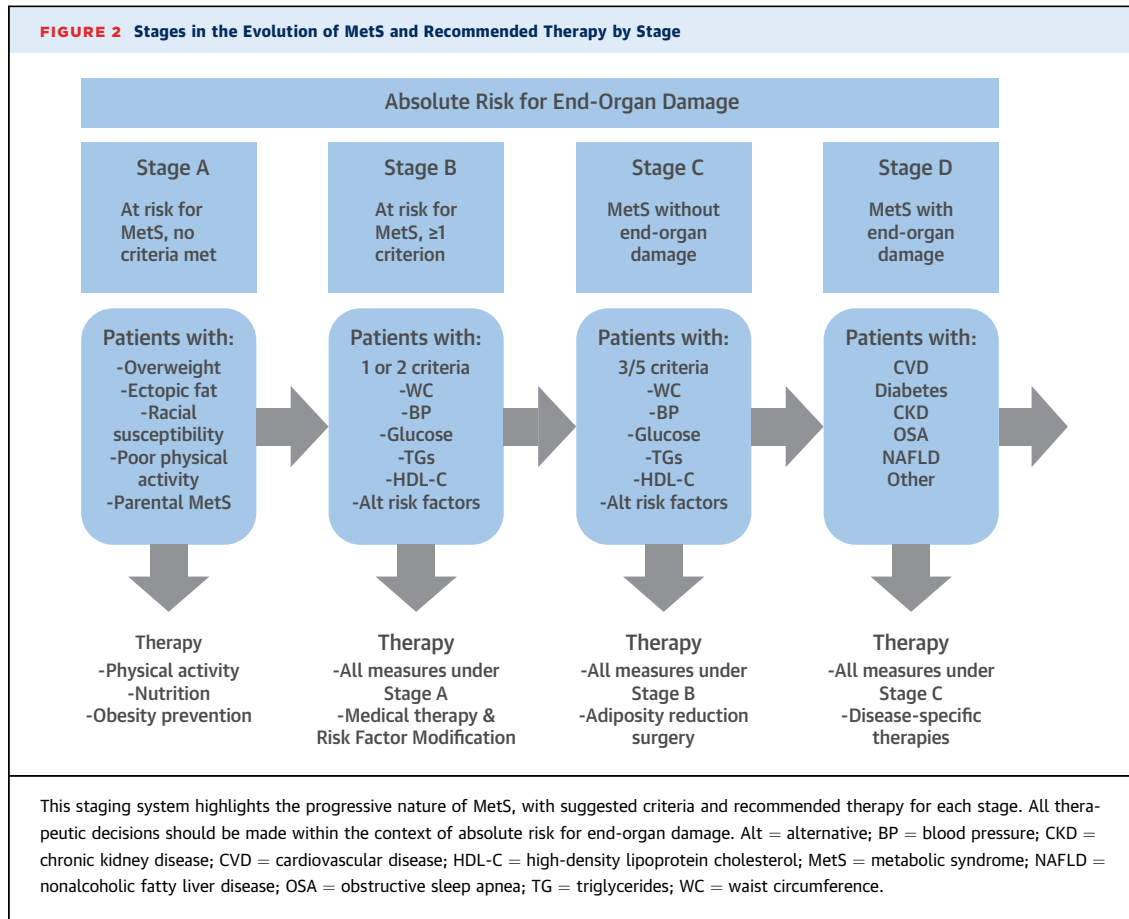 FIGURE 2 Stages in the Evolution of MetS and Recommended Therapy by Stage
Absolute Risk for End-Organ Damage
Stage A
At risk for
MetS, no
criteria met
Stage B
At risk for
MetS, ≥1
criterion
Stage C
MetS without
end-organ
damage
Stage D
MetS with
end-organ
damage
Patients with:
-Overweight
-Ectopic fat
-Racial
susceptibility
-Poor physical
activity
-Parental MetS
Patients with:
1 or 2 criteria
-WC
-BP
-Glucose
-TGs
-HDL-C
-Alt risk factors
Patients with:
3/5 criteria
-WC
-BP
-Glucose
-TGs
-HDL-C
-Alt risk factors
Patients with:
CVD
Diabetes
CKD
OSA
NAFLD
Other
Therapy
-Physical activity
-Nutrition
-Obesity prevention
Therapy
-All measures under
Stage A
-Medical therapy &
Risk Factor Modification
Therapy
-All measures under
Stage B
-Adiposity reduction
surgery
Therapy
-All measures under
Stage C
-Disease-specific
therapies
This staging system highlights the progressive nature of MetS, with suggested criteria and recommended therapy for each stage. All thera-
peutic decisions should be made within the context of absolute risk for end-organ damage. Alt = alternative; BP = blood pressure; CKD =
chronic kidney disease; CVD = cardiovascular disease; HDL-C = high-density lipoprotein cholesterol; MetS = metabolic syndrome; NAFLD =
nonalcoholic fatty liver disease; OSA = obstructive sleep apnea; TG = triglycerides; WC = waist circumference.